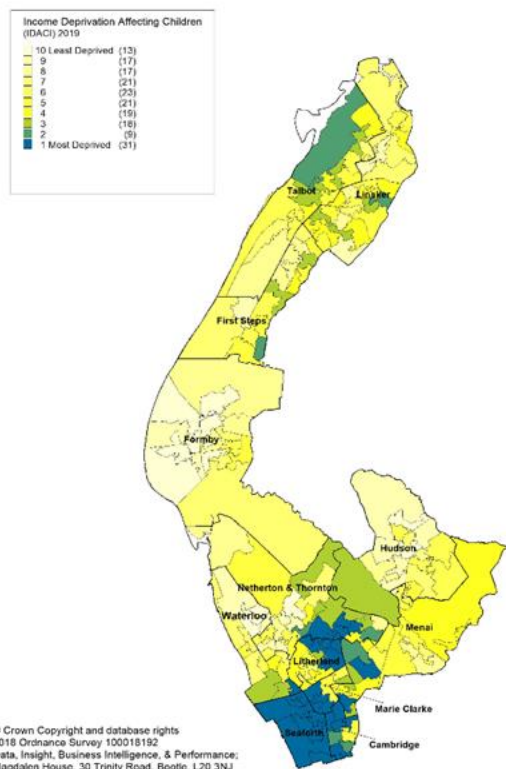 Income Deprivation Affecting Children
(IDACI) 2019
10 Least Deprived (13)
9 (17)
8 (17)
7 (21)
6 (23)
5 (21)
4 (19)
3 (18)
2 (9)
1 Most Deprived (31)
Talbot
Linaker
First Steps
Formby
Hudson
Netherton & Thornton
Waterloo
Menai
Litherland
Marie Clarke
Seaforth
Cambridge
Crown Copyright and database rights
018 Ordnance Survey 100018192
ata, Insight, Business Intelligence, & Performance;
Magdalen House, 30 Trinity Road, Bootle, L20 3NJ